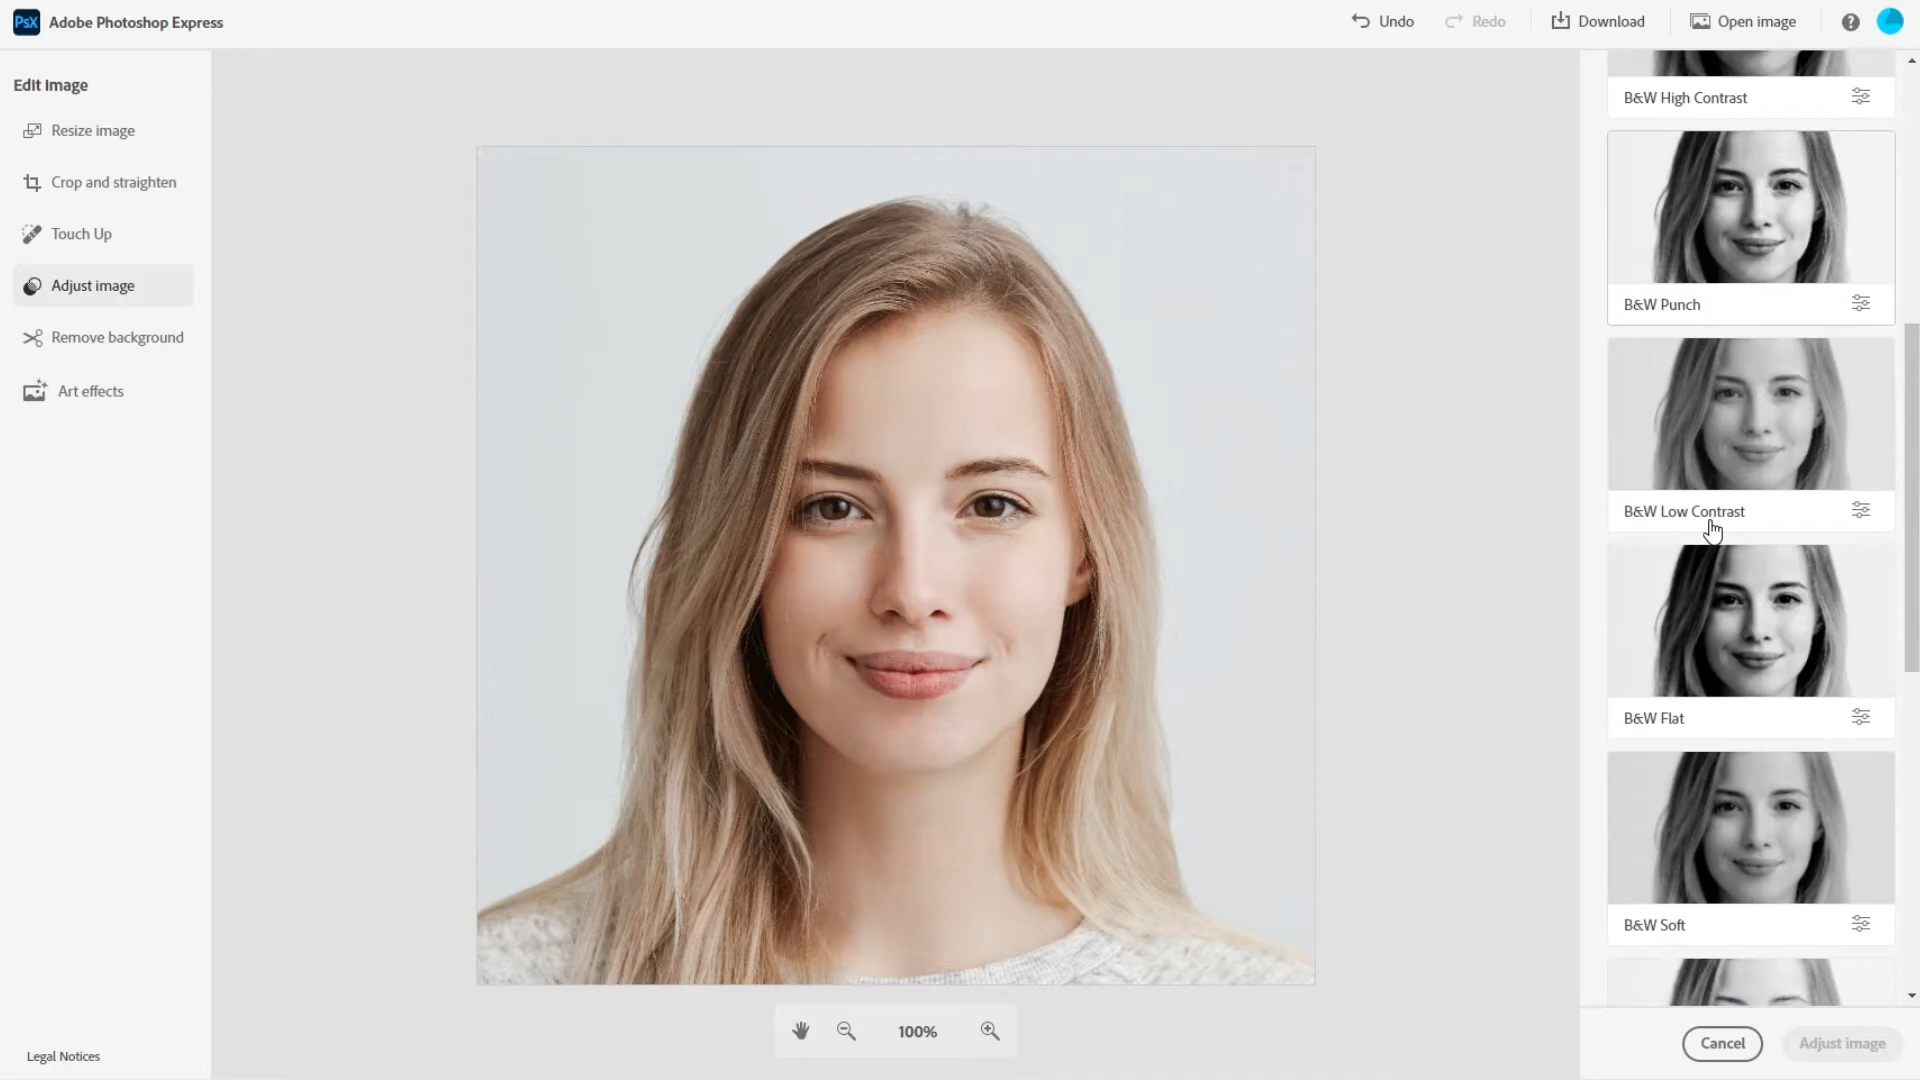 PsX Adobe Photoshop Express
Undo
Redo
Download
Open image
Edit Image
Resize image
Crop and straighten
Touch Up
Adjust image
Remove background
Art effects
Legal Notices
100%
B&W High Contrast
B&W Punch
B&W Low Contrast
B&W Flat
B&W Soft
Cancel
Adjust image